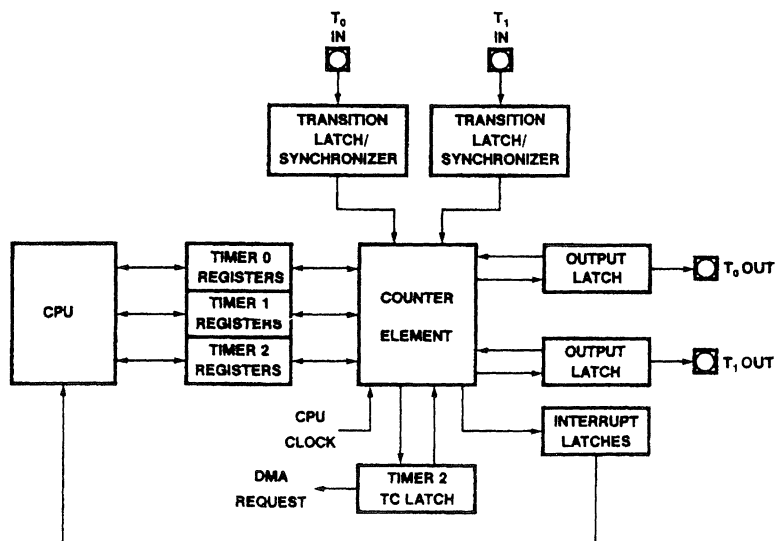 T0
IN
T1
IN
TRANSITION
LATCH/
SYNCHRONIZER
TRANSITION
LATCH/
SYNCHRONIZER
CPU
TIMER 0
REGISTERS
TIMER 1
REGISTERS
TIMER 2
REGISTERS
COUNTER
ELEMENT
OUTPUT
LATCH
T0 OUT
OUTPUT
LATCH
T1 OUT
CPU
CLOCK
INTERRUPT
LATCHES
DMA
REQUEST
TIMER 2
TC LATCH